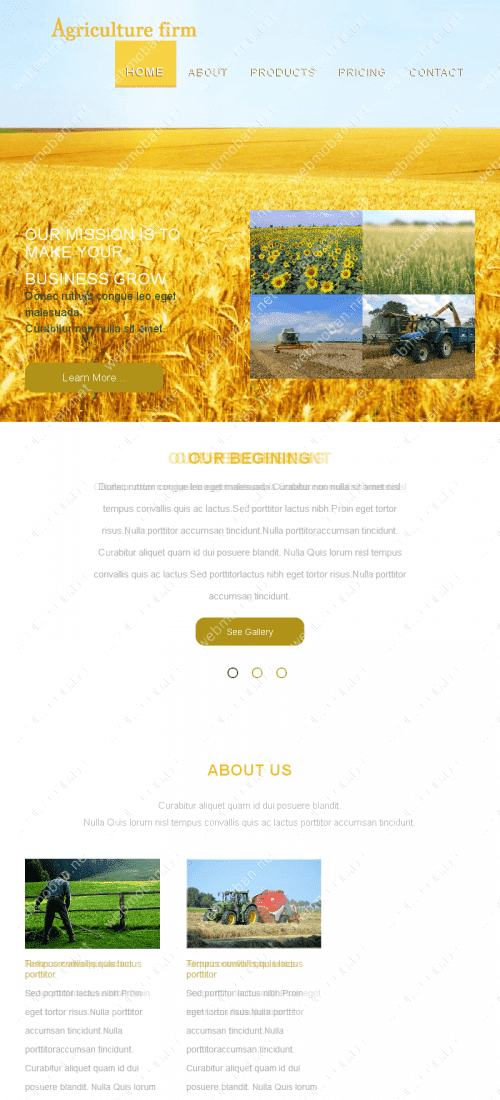 Agriculture firm
HOME ABOUT PRODUCTS PRICING CONTACT
OUR MISSION IS TO
MAKE YOUR
BUSINESS GROW
Donec rutrum congue leo eget
malesuada.
Curabitur non nulla sit amet.
Learn More...
OUR BEGINING
Donec rutrum congue leo eget malesuada Curabitur non nulla sit amet nisl
tempus convallis quis ac lactus.Sed porttitor lactus nibh.Proin eget tortor
risus.Nulla porttitor accumsan tincidunt.Nulla porttitoraccumsan tincidunt.
Curabitur aliquet quam id dui posuere blandit. Nulla Quis lorum nisl tempus
convallis quis ac lactus.Sed porttitorlactus nibh eget tortor risus.Nulla porttitor
accumsan tincidunt.
See Gallery
ABOUT US
Curabitur aliquet quam id dui posuere blandit.
Nulla Quis lorum nisl tempus convallis quis ac lactus porttitor accumsan tincidunt.
porttitor
Sed porttitor lactus nibh.Proin
eget tortor risus.Nulla porttitor
accumsan tincidunt.Nulla
porttitoraccumsan tincidunt.
Curabitur aliquet quam id dui
posuere blandit. Nulla Quis lorum
Tempus convallis quis lactus
porttitor
Sed porttitor lactus nibh.Proin
eget tortor risus.Nulla porttitor
accumsan tincidunt.Nulla
porttitoraccumsan tincidunt.
Curabitur aliquet quam id dui
posuere blandit. Nulla Quis lorum
webmoban.net